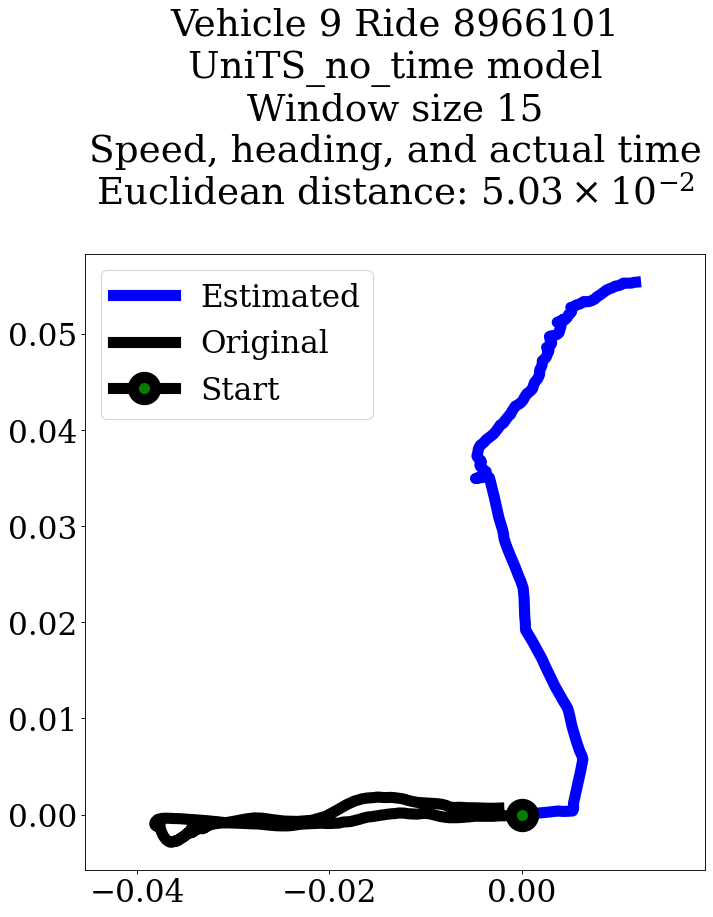 Vehicle 9 Ride 8966101
UniTS_no_time model
Window size 15
Speed, heading, and actual time
Euclidean distance: 5.03 × 10⁻²
Estimated
Original
Start
0.05
0.04
0.03
0.02
0.01
0.00
−0.04
−0.02
0.00